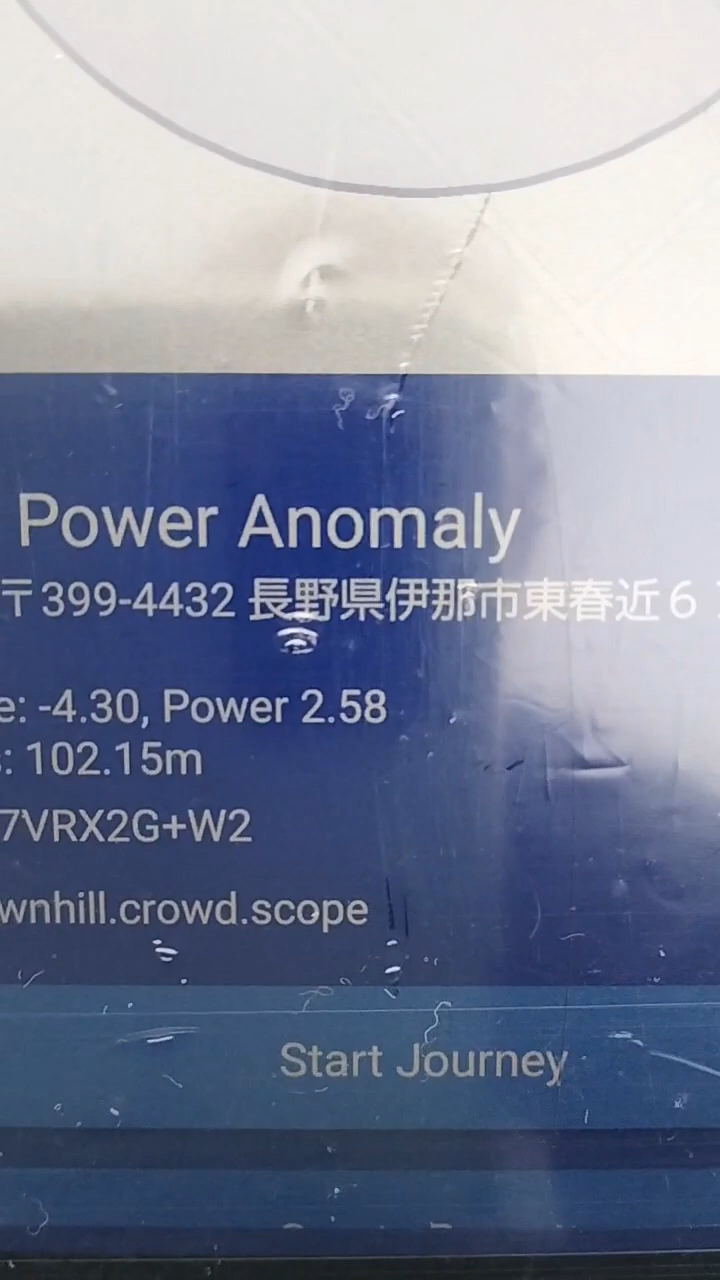 Power Anomaly
〒399-4432 長野県伊那市東春近6
e: -4.30, Power 2.58
s: 102.15m
7VRX2G+W2
wnhill.crowd.scope
Start Journey